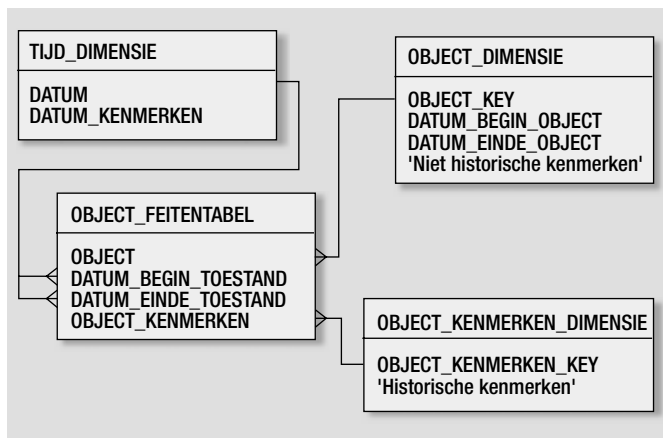 TIJD_DIMENSIE
DATUM
DATUM_KENMERKEN
OBJECT_DIMENSIE
OBJECT_KEY
DATUM_BEGIN_OBJECT
DATUM_EINDE_OBJECT
'Niet historische kenmerken'
OBJECT_FEITENTABEL
OBJECT
DATUM_BEGIN_TOESTAND
DATUM_EINDE_TOESTAND
OBJECT_KENMERKEN
OBJECT_KENMERKEN_DIMENSIE
OBJECT_KENMERKEN_KEY
'Historische kenmerken'